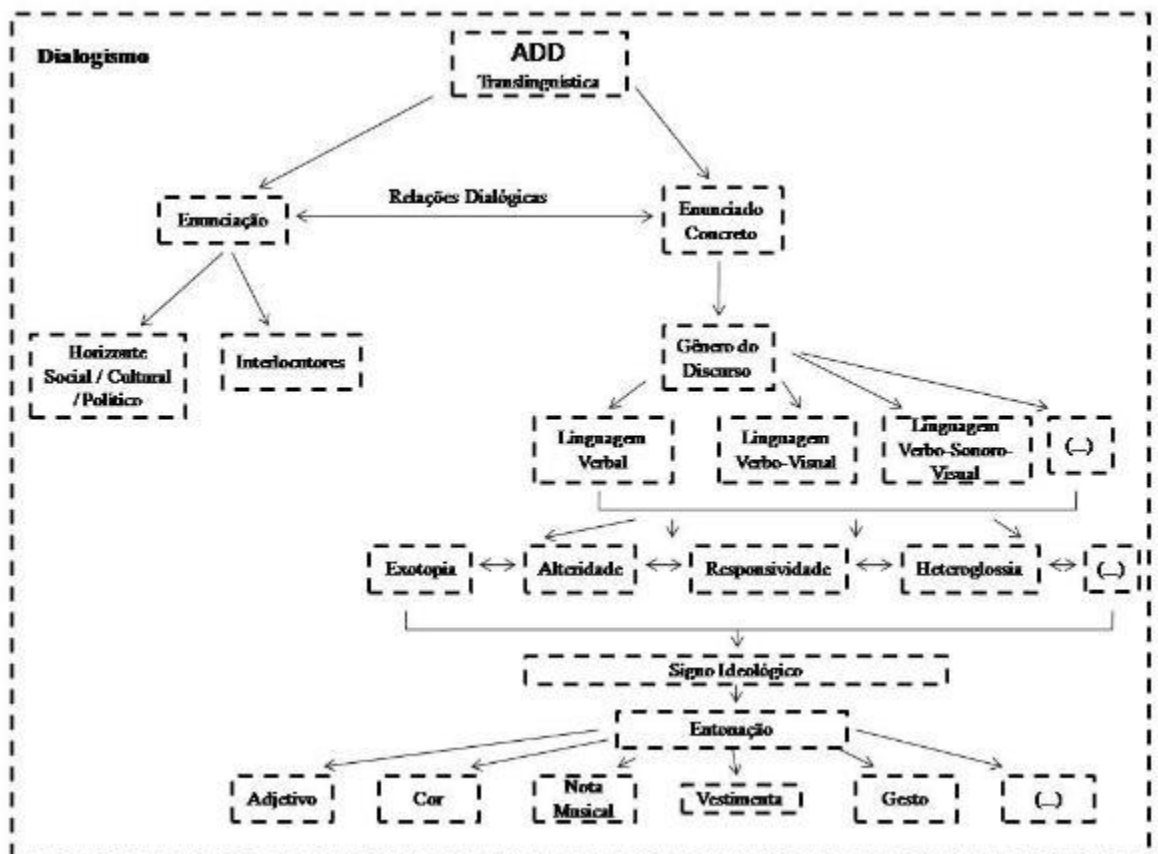 Dialogismo
ADD
Translinguística
Relações Dialógicas
Enunciação
Enunciado
Concreto
Horizonte
Social / Cultural
/ Político
Interlocutores
Gênero do
Discurso
Linguagem
Verbal
Linguagem
Verbo-Visual
Linguagem
Verbo-Sonoro-
Visual
(...)
Exotopia
Alteridade
Responsividade
Heteroglossia
(...)
Signo Ideológico
Entonação
Adjetivo
Cor
Nota
Musical
Vestimenta
Gesto
(...)